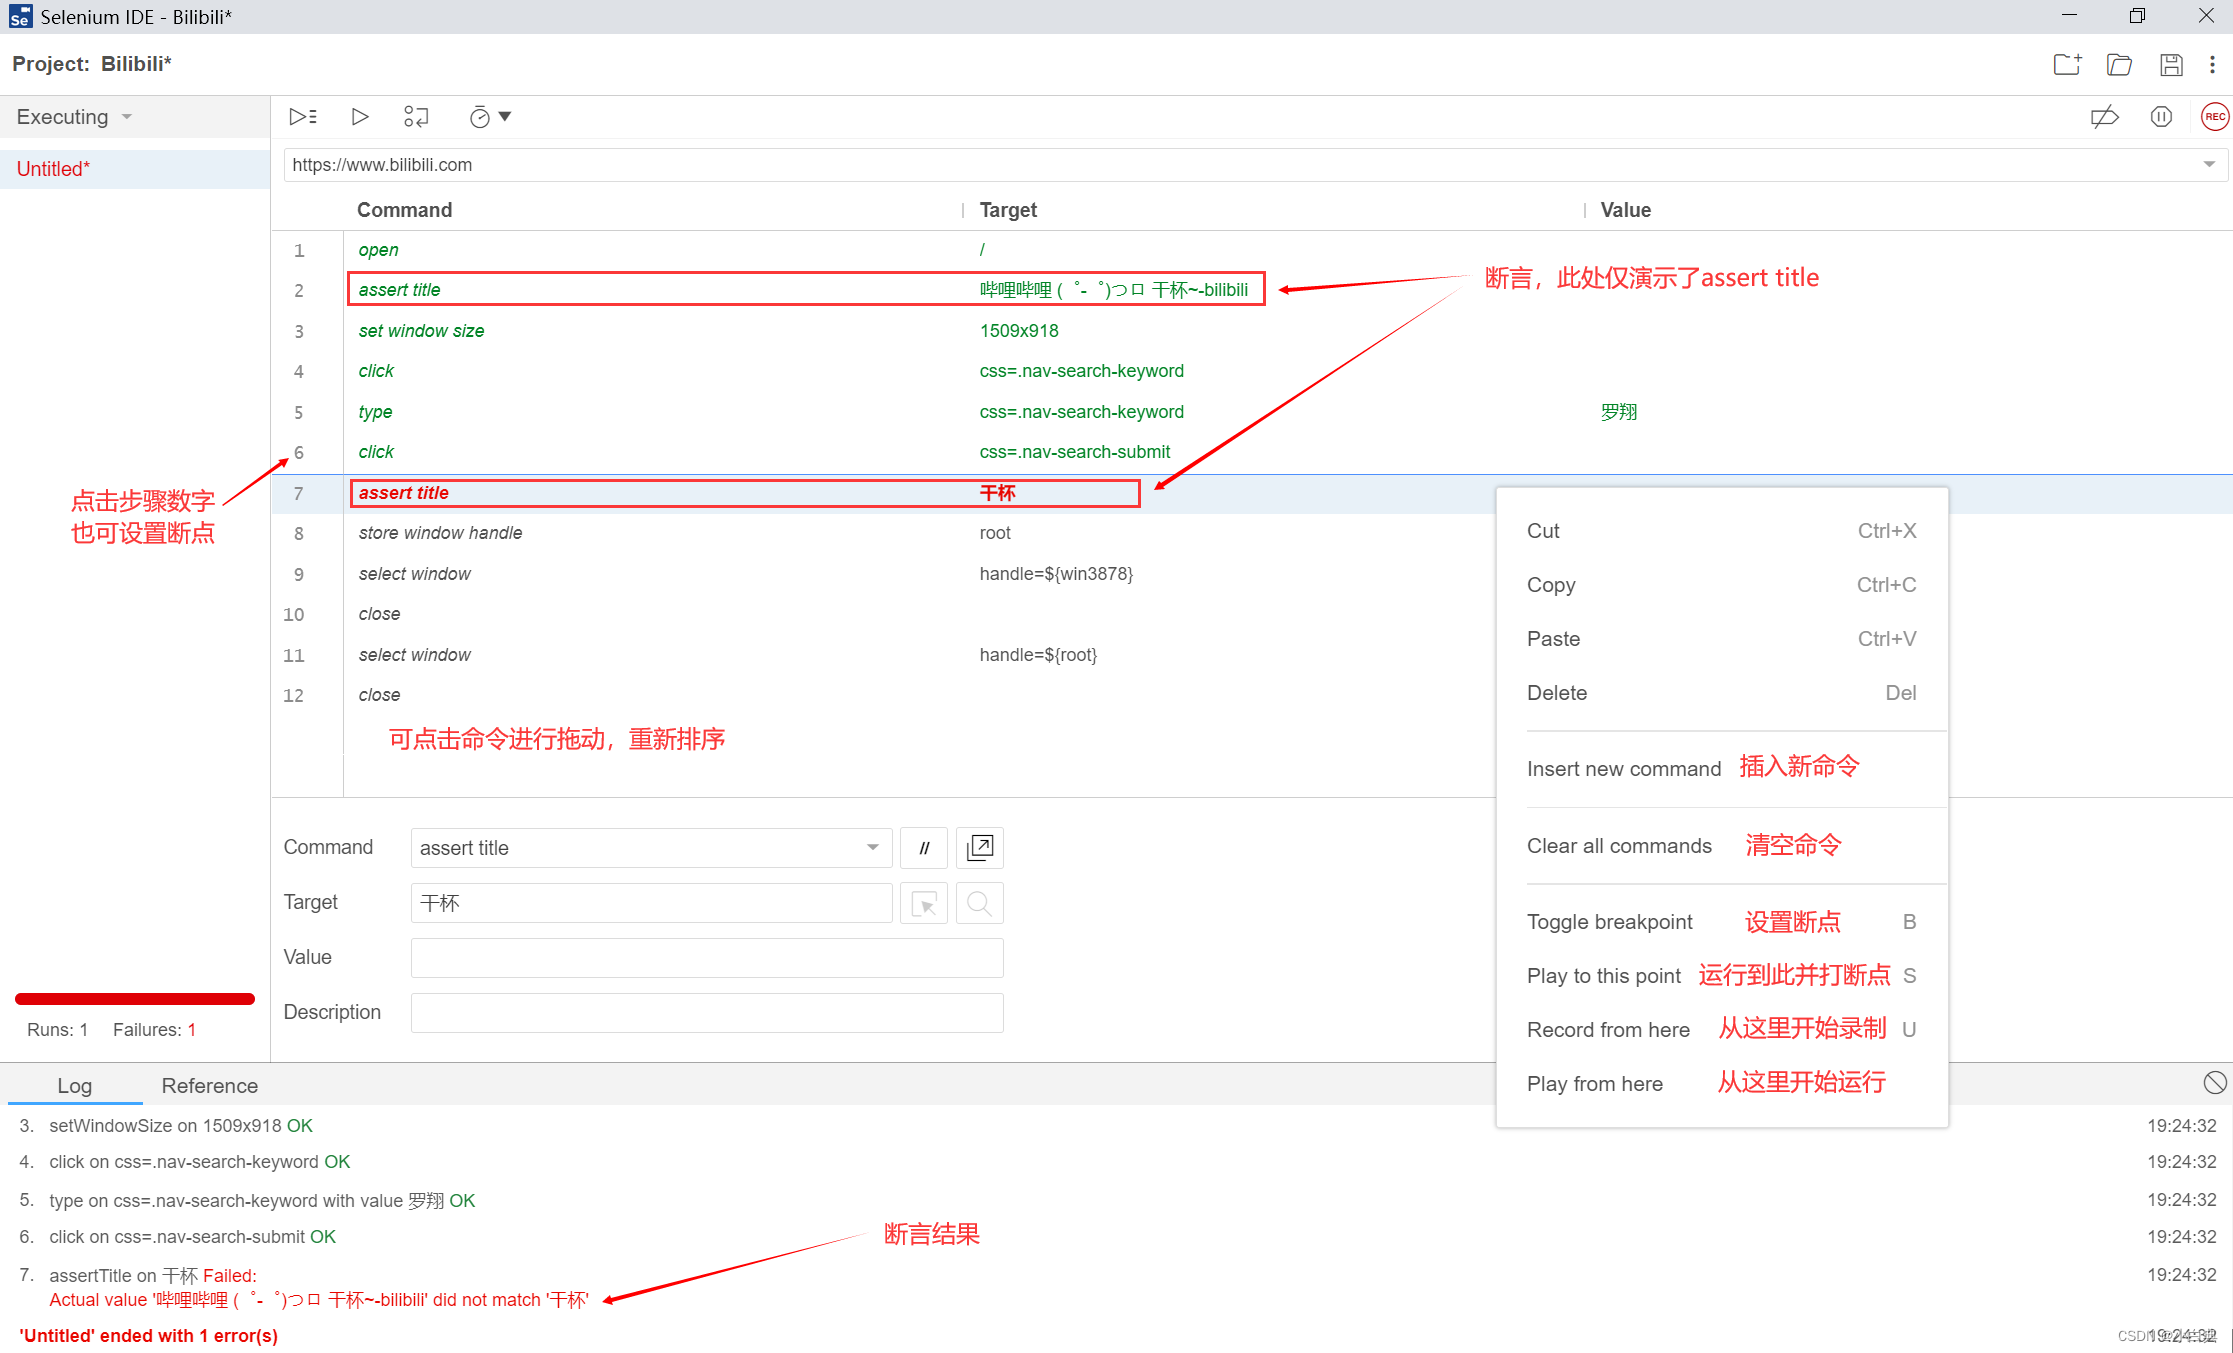 Selenium IDE - Bilibili*
Project: Bilibili*
Executing
Untitled*
REC
https://www.bilibili.com
Command Target Value
1 open /
2 assert title 哔哩哔哩 (゜-゜)つロ 干杯~-bilibili
断言，此处仅演示了assert title
3 set window size 1509x918
4 click css=.nav-search-keyword
5 type css=.nav-search-keyword 罗翔
6 click css=.nav-search-submit
点击步骤数字
也可设置断点
7 assert title 干杯
8 store window handle root
9 select window handle=${win3878}
10 close
11 select window handle=${root}
12 close
可点击命令进行拖动，重新排序
Cut Ctrl+X
Copy Ctrl+C
Paste Ctrl+V
Delete Del
Insert new command 插入新命令
Clear all commands 清空命令
Toggle breakpoint 设置断点 B
Play to this point 运行到此并打断点 S
Record from here 从这里开始录制 U
Play from here 从这里开始运行
Command assert title //
Target 干杯
Value
Description
Runs: 1 Failures: 1
Log Reference
3. setWindowSize on 1509x918 OK 19:24:32
4. click on css=.nav-search-keyword OK 19:24:32
5. type on css=.nav-search-keyword with value 罗翔 OK 19:24:32
6. click on css=.nav-search-submit OK 19:24:32
断言结果
7. assertTitle on 干杯 Failed: 19:24:32
Actual value '哔哩哔哩 (゜-゜)つロ 干杯~-bilibili' did not match '干杯'
'Untitled' ended with 1 error(s) 19:24:32
CSDN